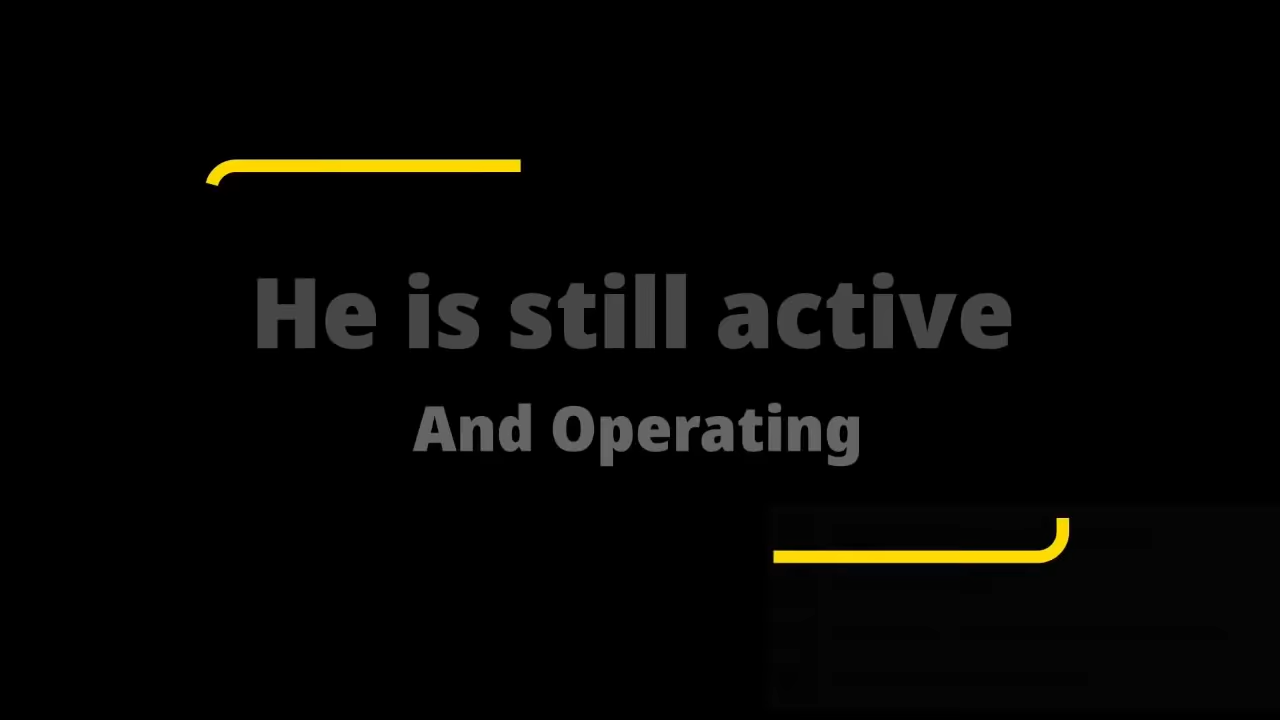 He is still active
And Operating